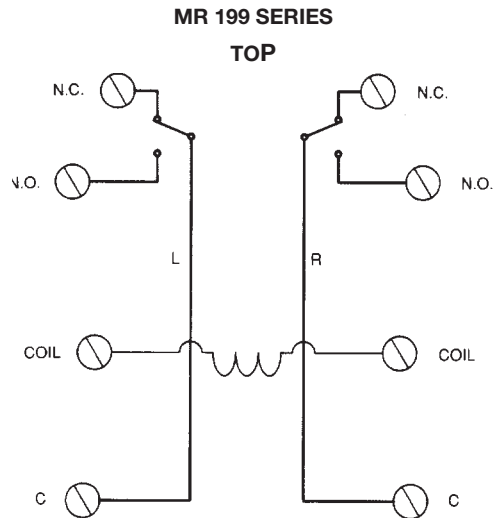 MR 199 SERIES
TOP
N.C. N.C.
N.O. N.O.
L R
COIL COIL
C C